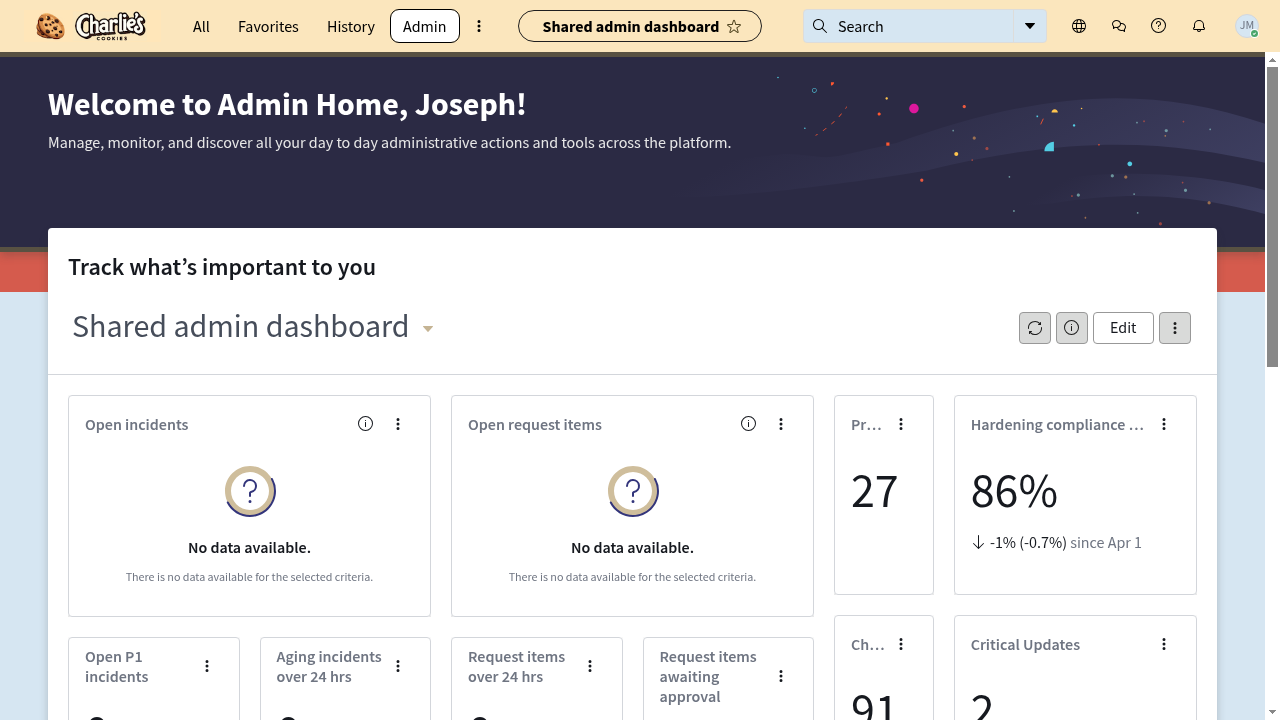 Charlie's
COOKIES
All
Favorites
History
Admin
Shared admin dashboard
Search
JM
Welcome to Admin Home, Joseph!
Manage, monitor, and discover all your day to day administrative actions and tools across the platform.
Track what's important to you
Shared admin dashboard
Edit
Open incidents
?
No data available.
There is no data available for the selected criteria.
Open request items
?
No data available.
There is no data available for the selected criteria.
Pr...
27
Hardening compliance ...
86%
-1% (-0.7%) since Apr 1
Open P1
incidents
Aging incidents
over 24 hrs
Request items
over 24 hrs
Request items
awaiting
approval
Ch...
91
Critical Updates
2